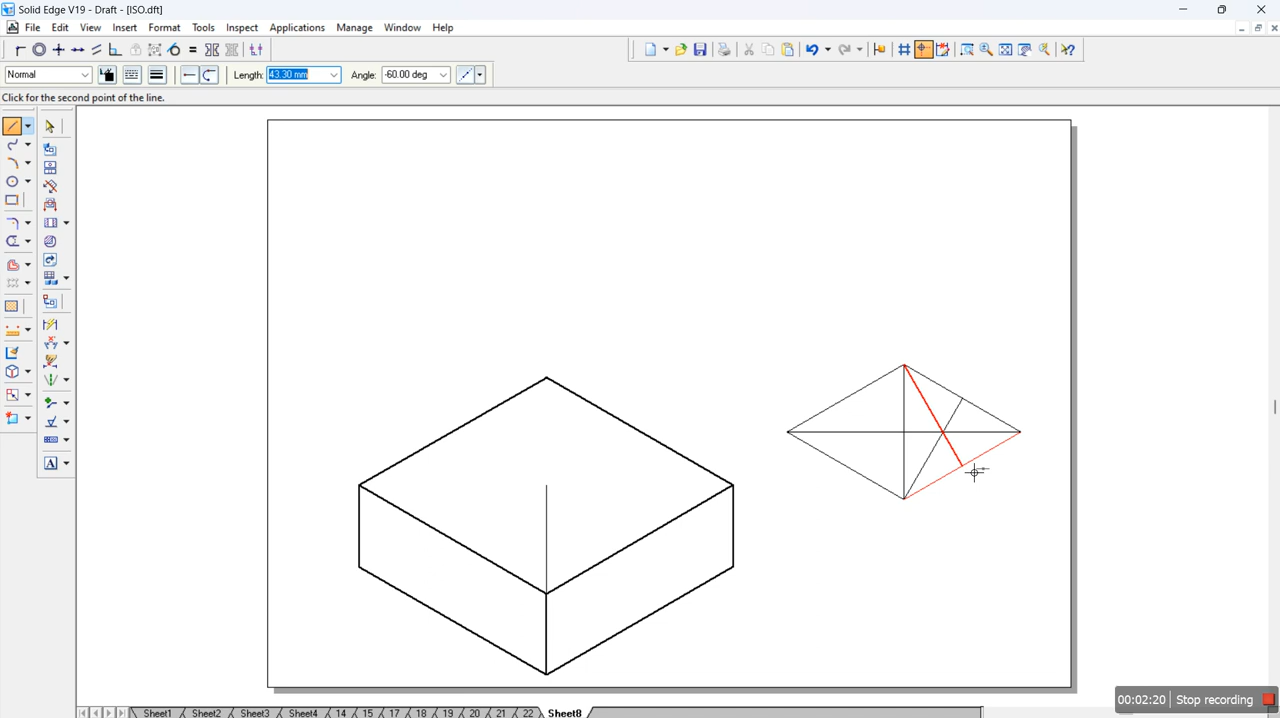 Solid Edge V19 - Draft - [ISO.dft]
File Edit View Insert Format Tools Inspect Applications Manage Window Help
Normal Length: 43.30 mm Angle: -60.00 deg
Click for the second point of the line.
Sheet1 Sheet2 Sheet3 Sheet4 14 15 17 18 19 20 21 22 Sheet8
00:02:20 Stop recording